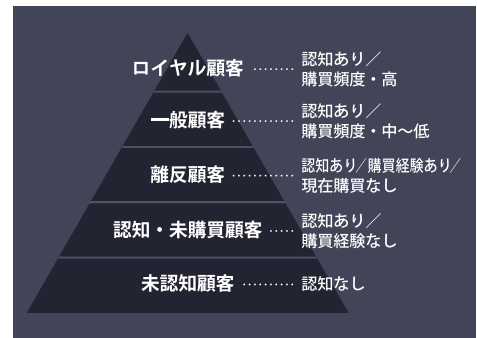 ロイヤル顧客 ·········· 認知あり／
購買頻度・高
一般顧客 ·········· 認知あり／
購買頻度・中〜低
離反顧客 ·········· 認知あり／購買経験あり／
現在購買なし
認知・未購買顧客 ····· 認知あり／
購買経験なし
未認知顧客 ·········· 認知なし